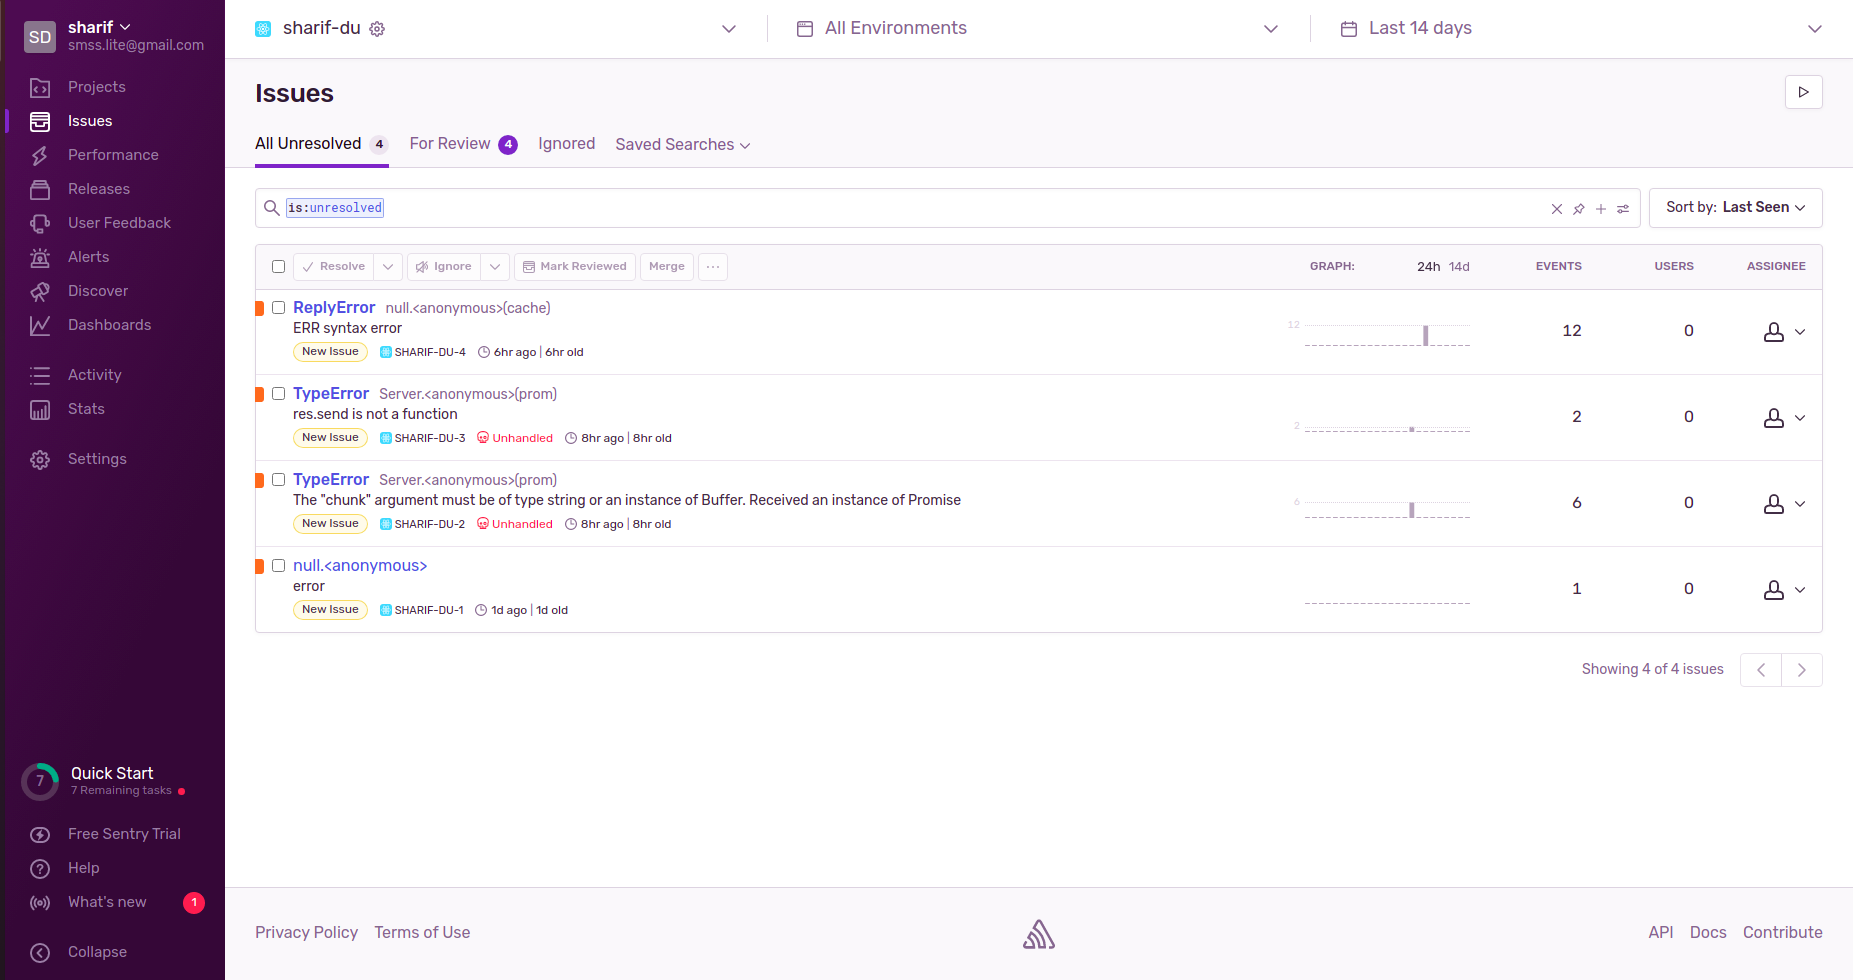 SD
sharif
smss.lite@gmail.com
Projects
Issues
Performance
Releases
User Feedback
Alerts
Discover
Dashboards
Activity
Stats
Settings
7
Quick Start
7 Remaining tasks
Free Sentry Trial
Help
What's new 1
Collapse
sharif-du All Environments Last 14 days
Issues
All Unresolved 4 For Review 4 Ignored Saved Searches
is:unresolved Sort by: Last Seen
Resolve Ignore Mark Reviewed Merge ... GRAPH: 24h 14d EVENTS USERS ASSIGNEE
ReplyError null.<anonymous>(cache)
ERR syntax error
New Issue SHARIF-DU-4 6hr ago | 6hr old
12 12 0
TypeError Server.<anonymous>(prom)
res.send is not a function
New Issue SHARIF-DU-3 Unhandled 8hr ago | 8hr old
2 2 0
TypeError Server.<anonymous>(prom)
The "chunk" argument must be of type string or an instance of Buffer. Received an instance of Promise
New Issue SHARIF-DU-2 Unhandled 8hr ago | 8hr old
6 6 0
null.<anonymous>
error
New Issue SHARIF-DU-1 1d ago | 1d old
1 0
Showing 4 of 4 issues
Privacy Policy Terms of Use API Docs Contribute